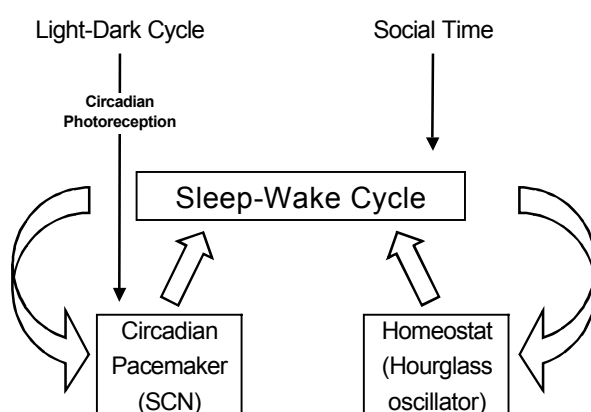 Light-Dark Cycle
Social Time
Circadian
Photoreception
Sleep-Wake Cycle
Circadian
Pacemaker
(SCN)
Homeostat
(Hourglass
oscillator)